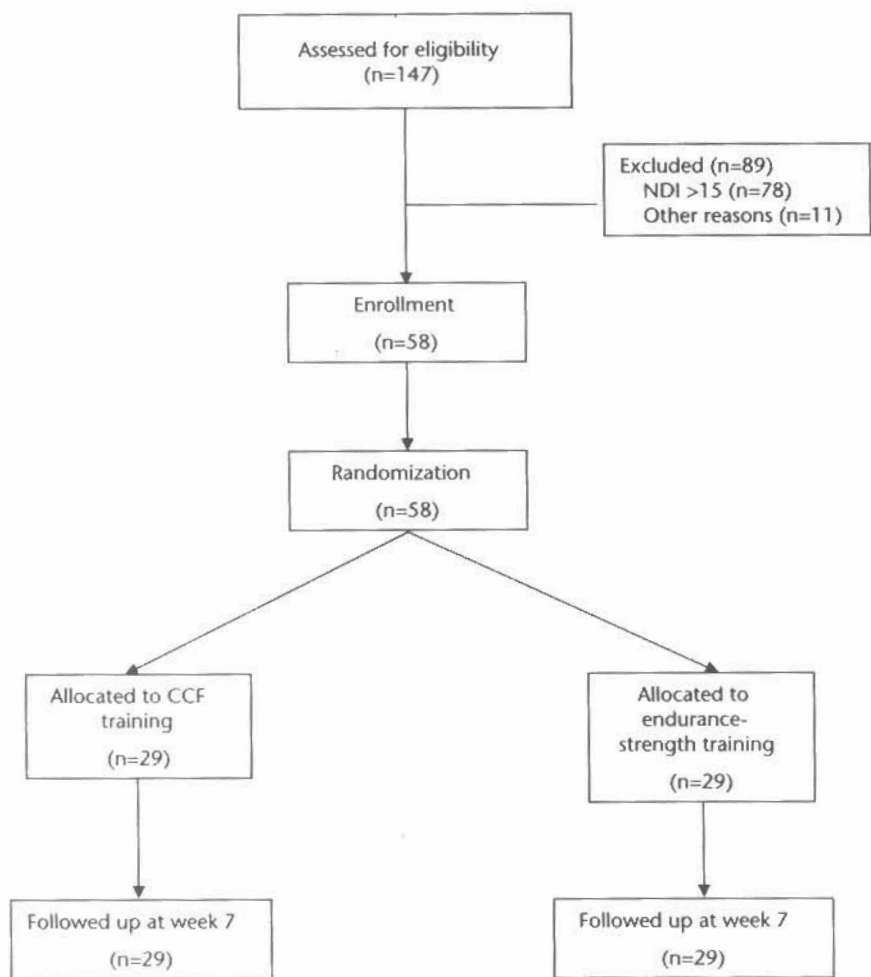 Assessed for eligibility
(n=147)
Excluded (n=89)
NDI >15 (n=78)
Other reasons (n=11)
Enrollment
(n=58)
Randomization
(n=58)
Allocated to CCF
training
(n=29)
Allocated to
endurance-
strength training
(n=29)
Followed up at week 7
(n=29)
Followed up at week 7
(n=29)